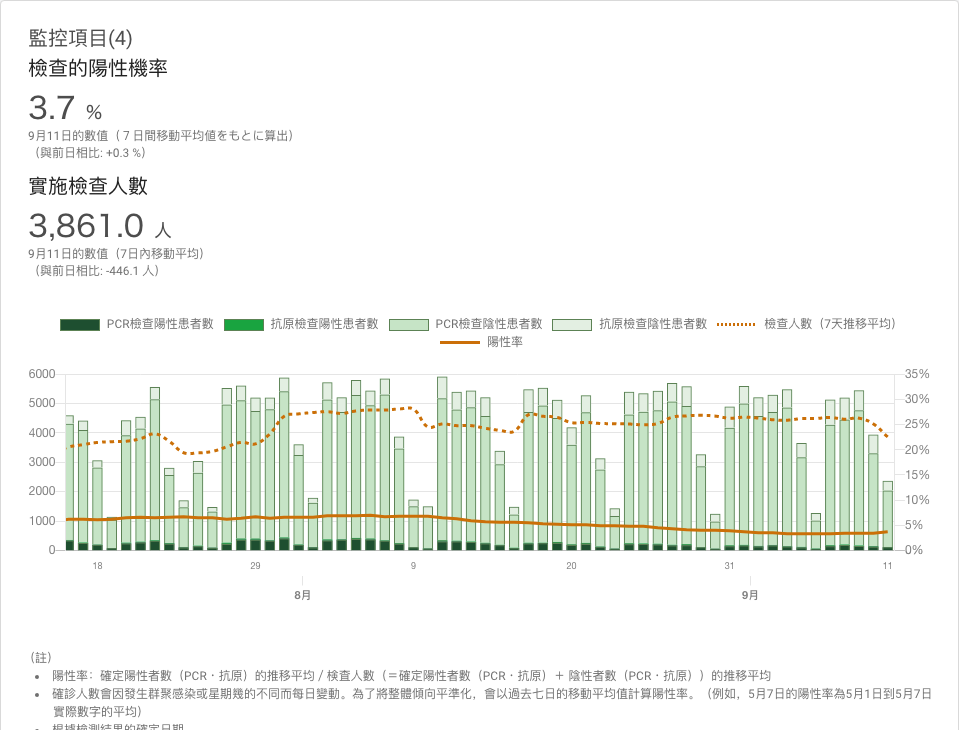 監控項目(4)
檢查的陽性機率
3.7 %
9月11日的數值（７日間移動平均値をもとに算出）
（與前日相比: +0.3 %）
實施檢查人數
3,861.0 人
9月11日的數值（7日內移動平均）
（與前日相比: -446.1 人）
PCR檢查陽性患者數 抗原檢查陽性患者數 PCR檢查陰性患者數 抗原檢查陰性患者數 檢查人數（7天推移平均）
陽性率
6000 35%
5000 30%
4000 25%
3000 20%
2000 15%
1000 10%
0 5%
0%
18 29 9 20 31 11
8月 9月
（註）
• 陽性率：確定陽性者數（PCR・抗原）的推移平均 / 検査人數（＝確定陽性者數（PCR・抗原）＋ 陰性者數（PCR・抗原））的推移平均
• 確診人數會因發生群聚感染或星期幾的不同而每日變動。為了將整體傾向平準化，會以過去七日的移動平均值計算陽性率。（例如，5月7日的陽性率為5月1日到5月7日
實際數字的平均）
• 根據檢測結果的確定日期